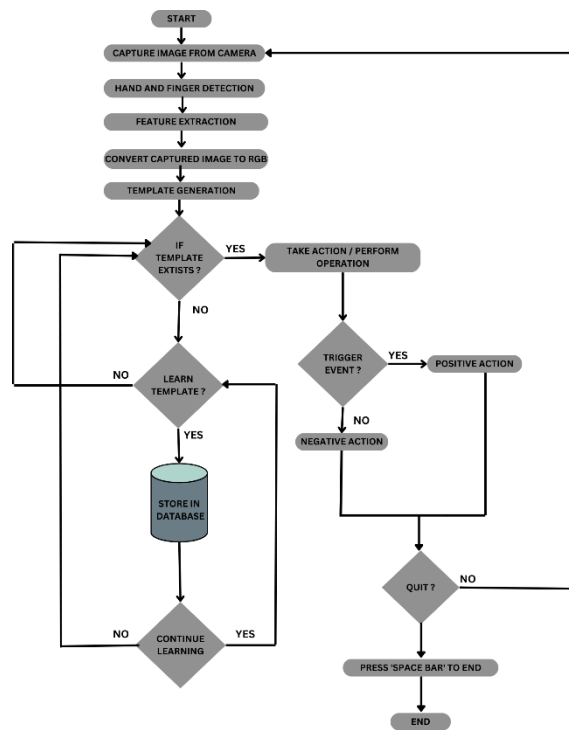 START
CAPTURE IMAGE FROM CAMERA
HAND AND FINGER DETECTION
FEATURE EXTRACTION
CONVERT CAPTURED IMAGE TO RGB
TEMPLATE GENERATION
IF
TEMPLATE
EXTISTS ?
YES
TAKE ACTION / PERFORM
OPERATION
NO
TRIGGER
EVENT ?
YES
POSITIVE ACTION
NO
LEARN
TEMPLATE ?
NO
NEGATIVE ACTION
YES
STORE IN
DATABASE
QUIT ?
NO
NO
CONTINUE
LEARNING
YES
PRESS 'SPACE BAR' TO END
END